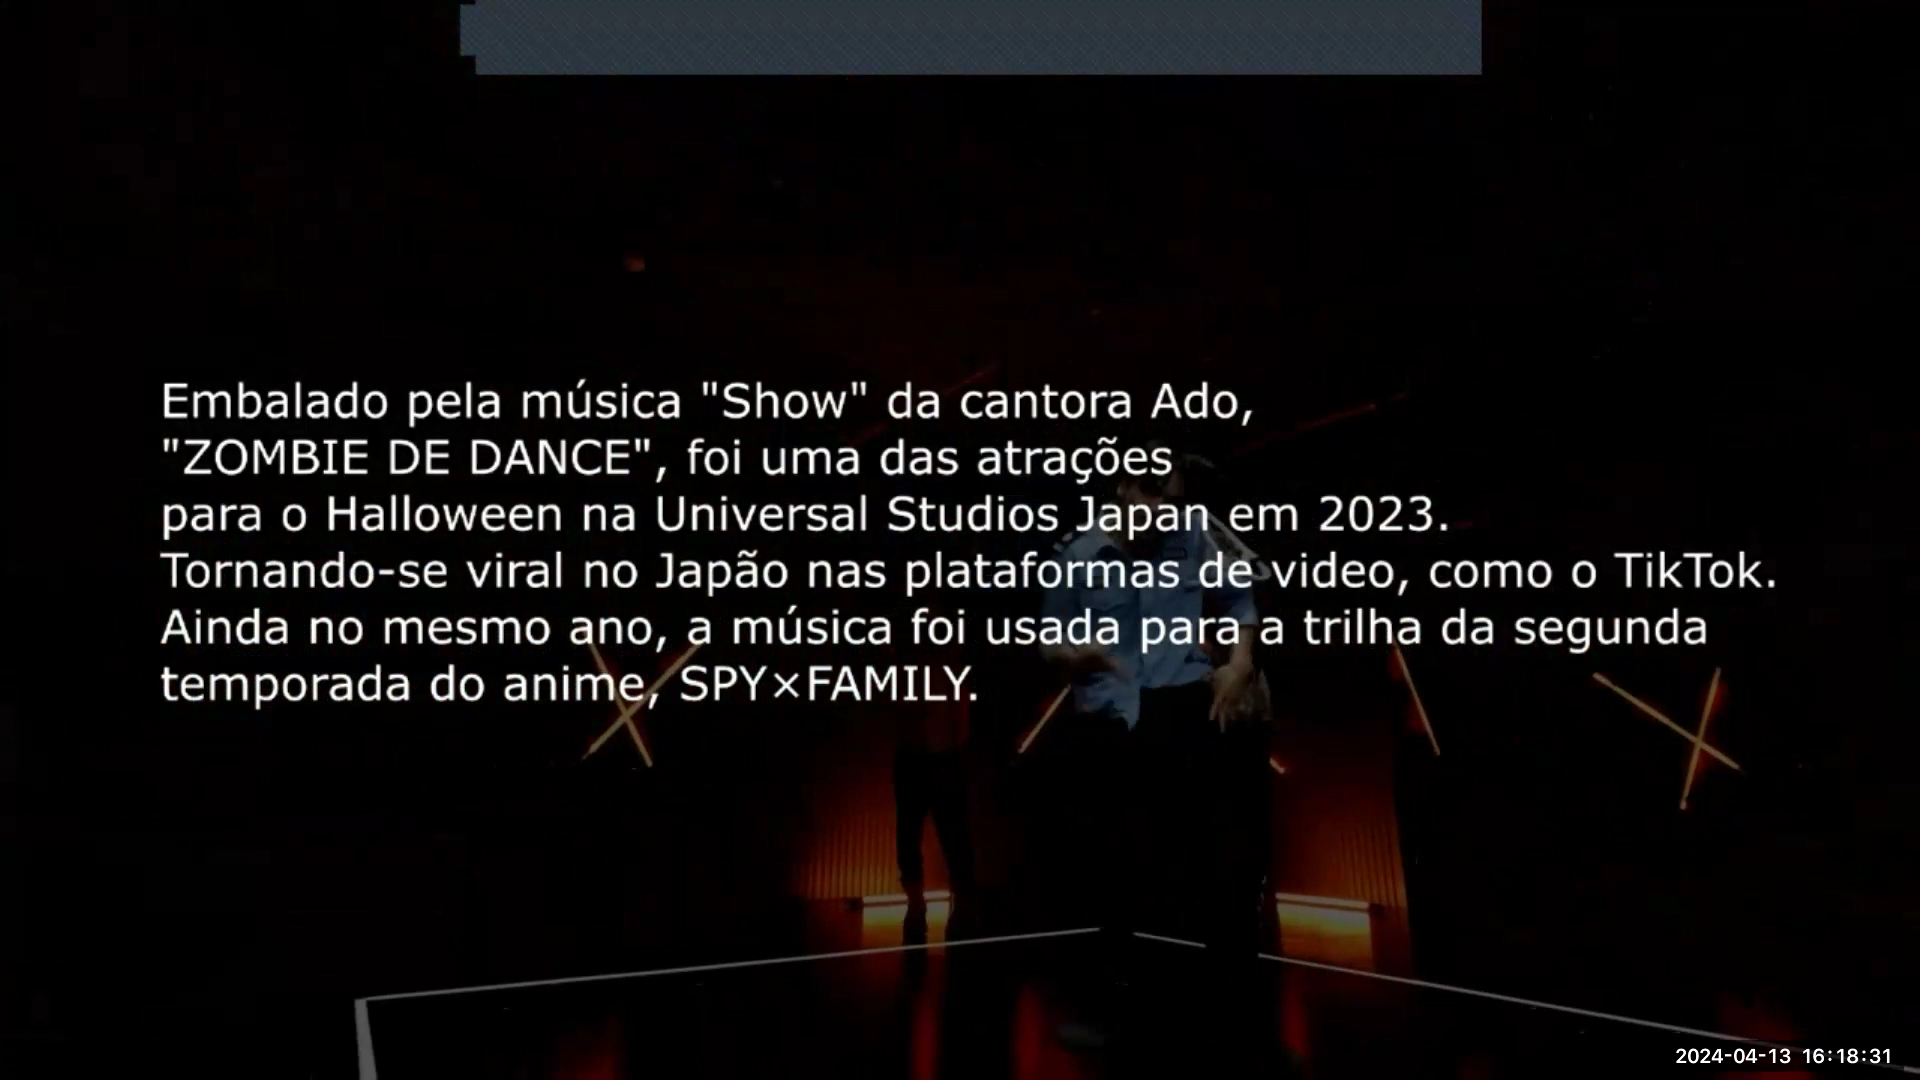 Embalado pela música "Show" da cantora Ado,
"ZOMBIE DE DANCE", foi uma das atrações
para o Halloween na Universal Studios Japan em 2023.
Tornando-se viral no Japão nas plataformas de video, como o TikTok.
Ainda no mesmo ano, a música foi usada para a trilha da segunda
temporada do anime, SPY×FAMILY.
2024-04-13 16:18:31